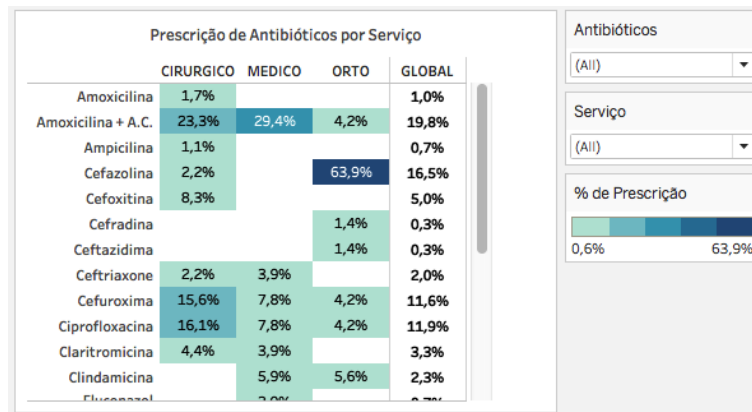 Prescrição de Antibióticos por Serviço
CIRURGICO MEDICO ORTO GLOBAL
Amoxicilina 1,7% 1,0%
Amoxicilina + A.C. 23,3% 29,4% 4,2% 19,8%
Ampicilina 1,1% 0,7%
Cefazolina 2,2% 63,9% 16,5%
Cefoxitina 8,3% 5,0%
Cefradina 1,4% 0,3%
Ceftazidima 1,4% 0,3%
Ceftriaxone 2,2% 3,9% 2,0%
Cefuroxima 15,6% 7,8% 4,2% 11,6%
Ciprofloxacina 16,1% 7,8% 4,2% 11,9%
Claritromicina 4,4% 3,9% 3,3%
Clindamicina 5,9% 5,6% 2,3%
Antibióticos
(All)
Serviço
(All)
% de Prescrição
0,6% 63,9%